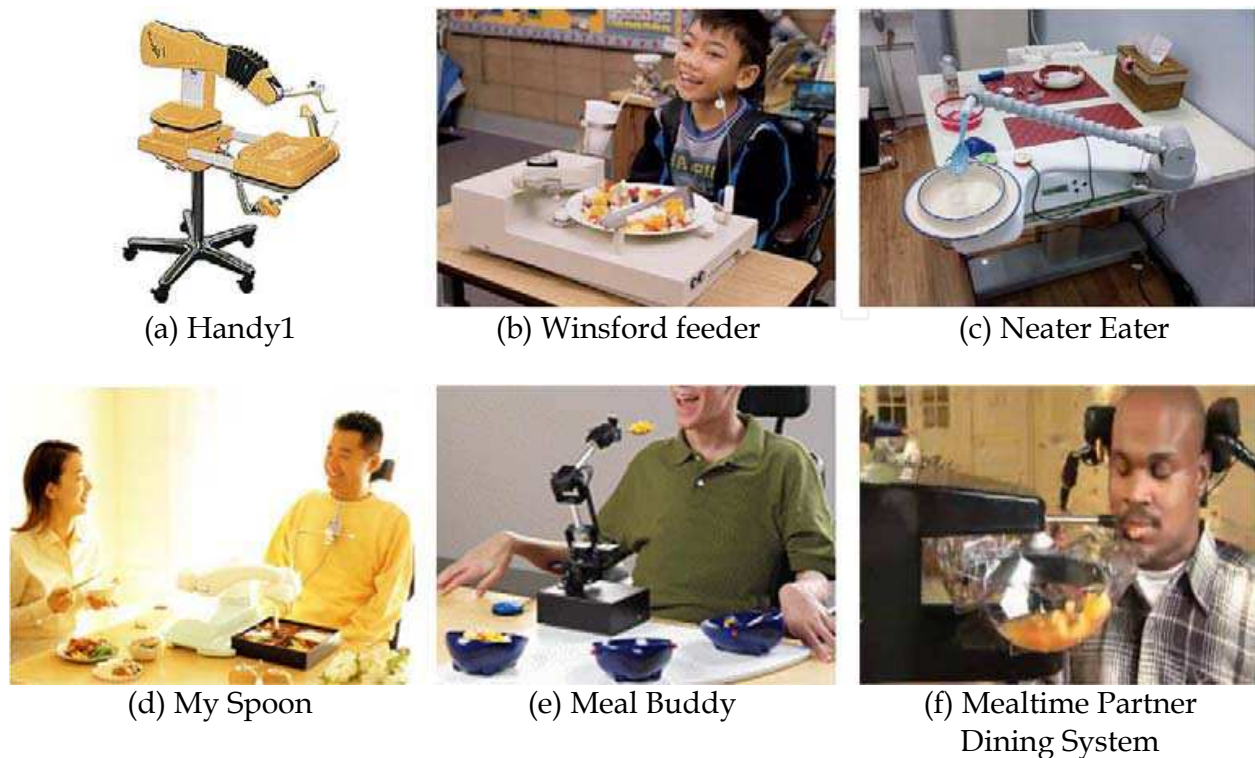 (a) Handy1
(b) Winsford feeder
(c) Neater Eater
(d) My Spoon
(e) Meal Buddy
(f) Mealtime Partner
Dining System